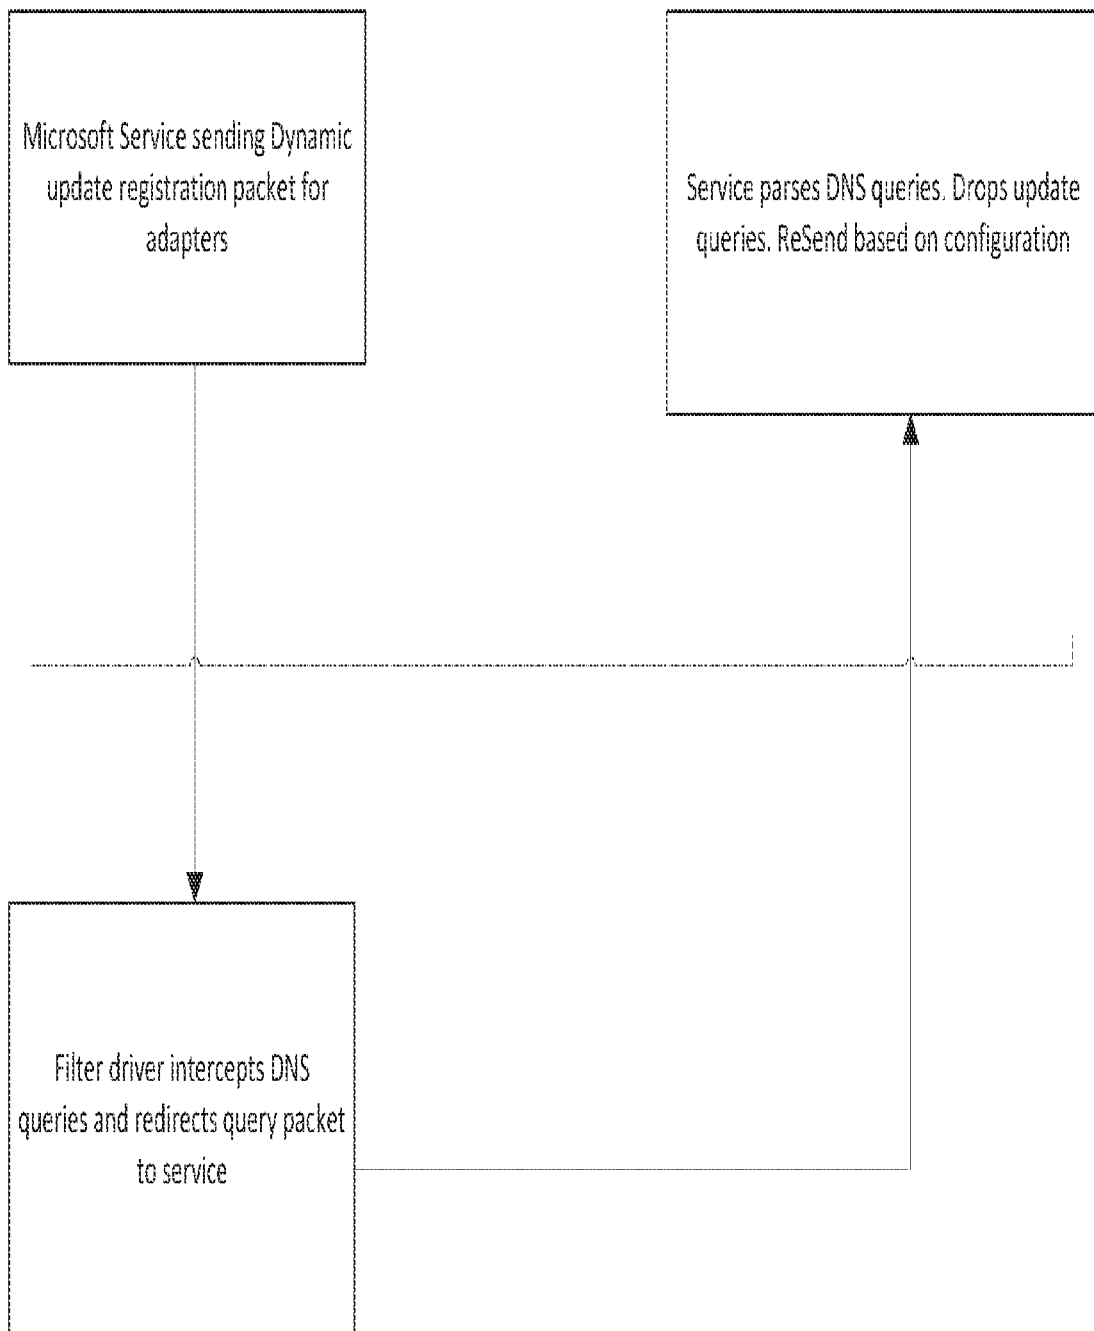 Microsoft Service sending Dynamic
update registration packet for
adapters
Service parses DNS queries. Drops update
queries. ReSend based on configuration
Filter driver intercepts DNS
queries and redirects query packet
to service